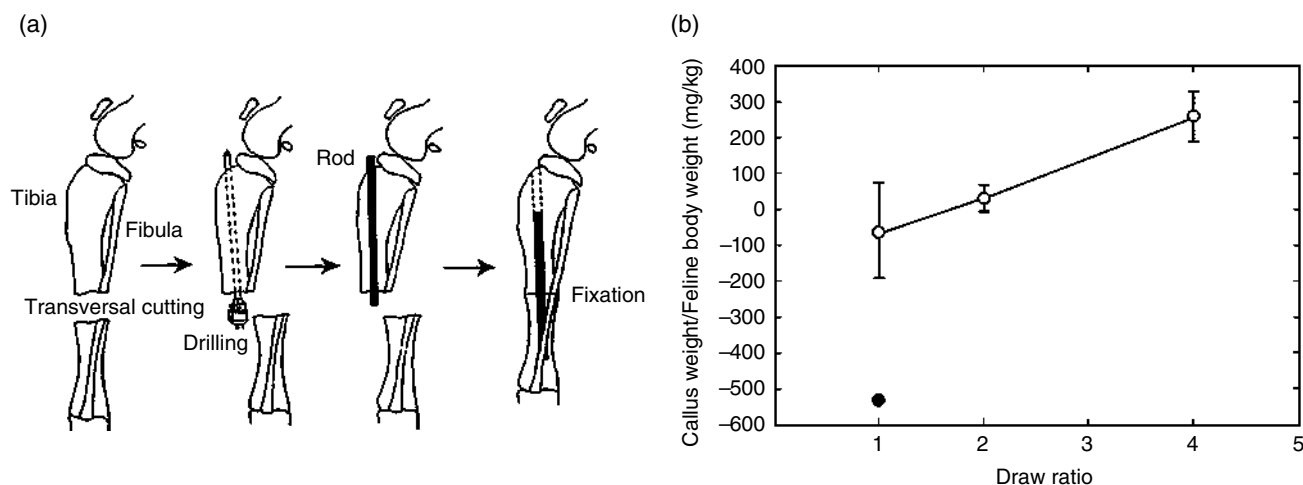 (a)
Tibia
Fibula
Transversal cutting
Drilling
Rod
Fixation
(b)
Callus weight/Feline body weight (mg/kg)
400
300
200
100
0
–100
–200
–300
–400
–500
–600
1
2
3
4
5
Draw ratio